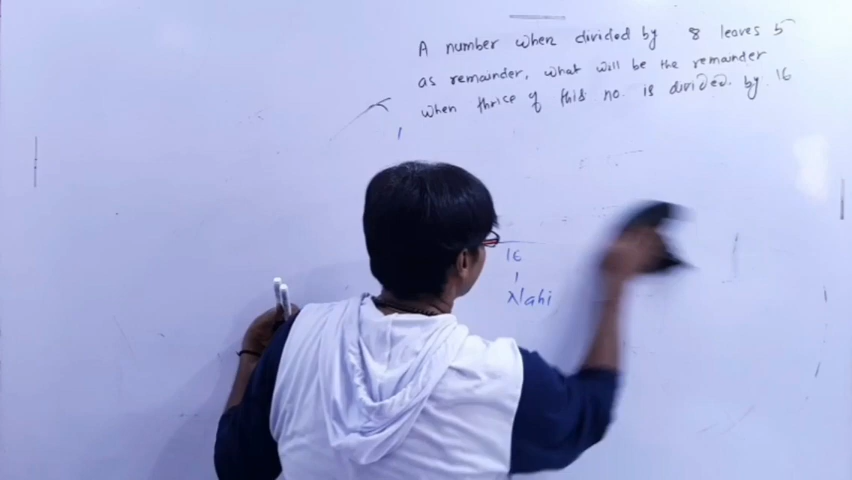 A number when divided by 8 leaves 5
as remainder, what will be the remainder
when thrice of this no. is divided by 16
16
Nahi